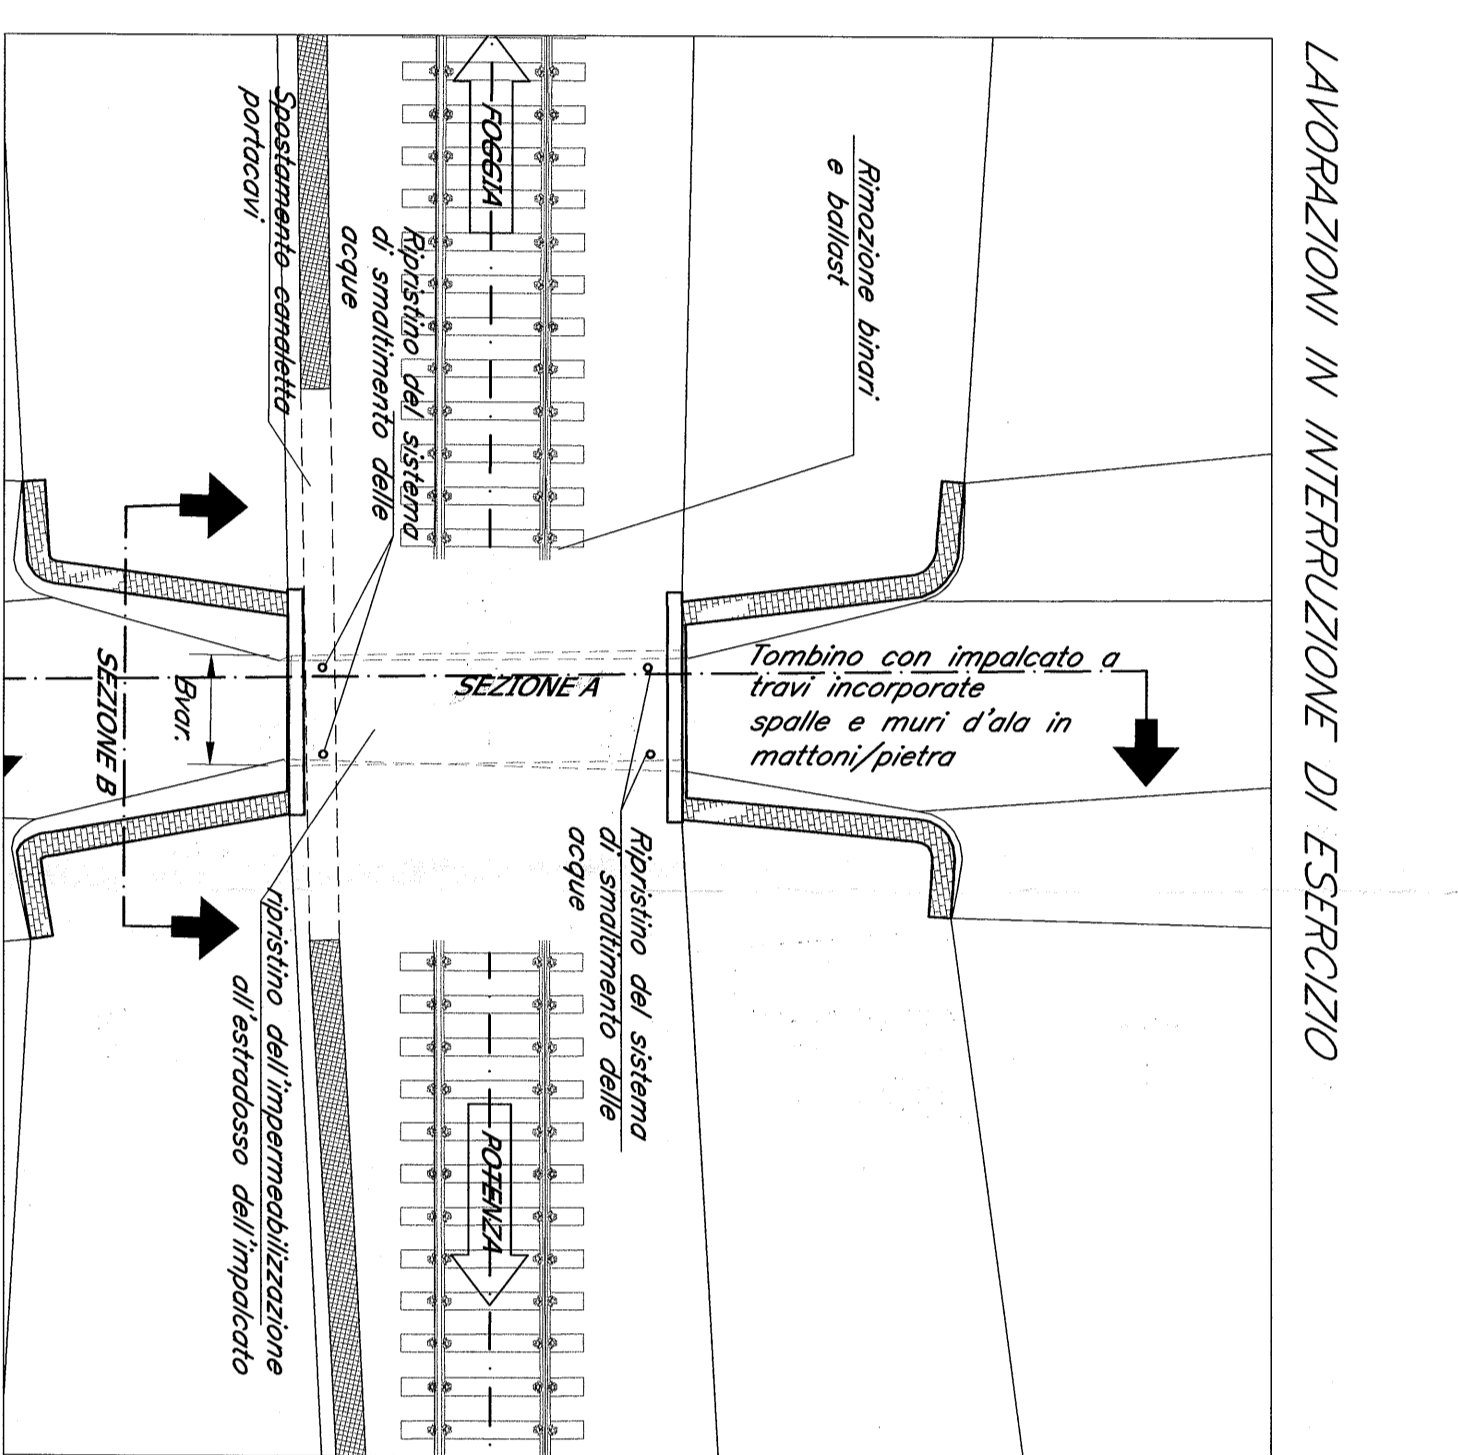 LAVORAZIONI IN INTERRUZIONE DI ESERCIZIO
Rimozione binari
e ballast
FOGGIA
Ripristino del sistema
di smaltimento delle
acque
Spostamento canaletta
portacavi
Tombino con impalcato a
travi incorporate
spalle e muri d'ala in
mattoni/pietra
SEZIONE A
Bvar.
SEZIONE B
Ripristino del sistema
di smaltimento delle
acque
POTENZA
ripristino dell'impermeabilizzazione
all'estradosso dell'impalcato